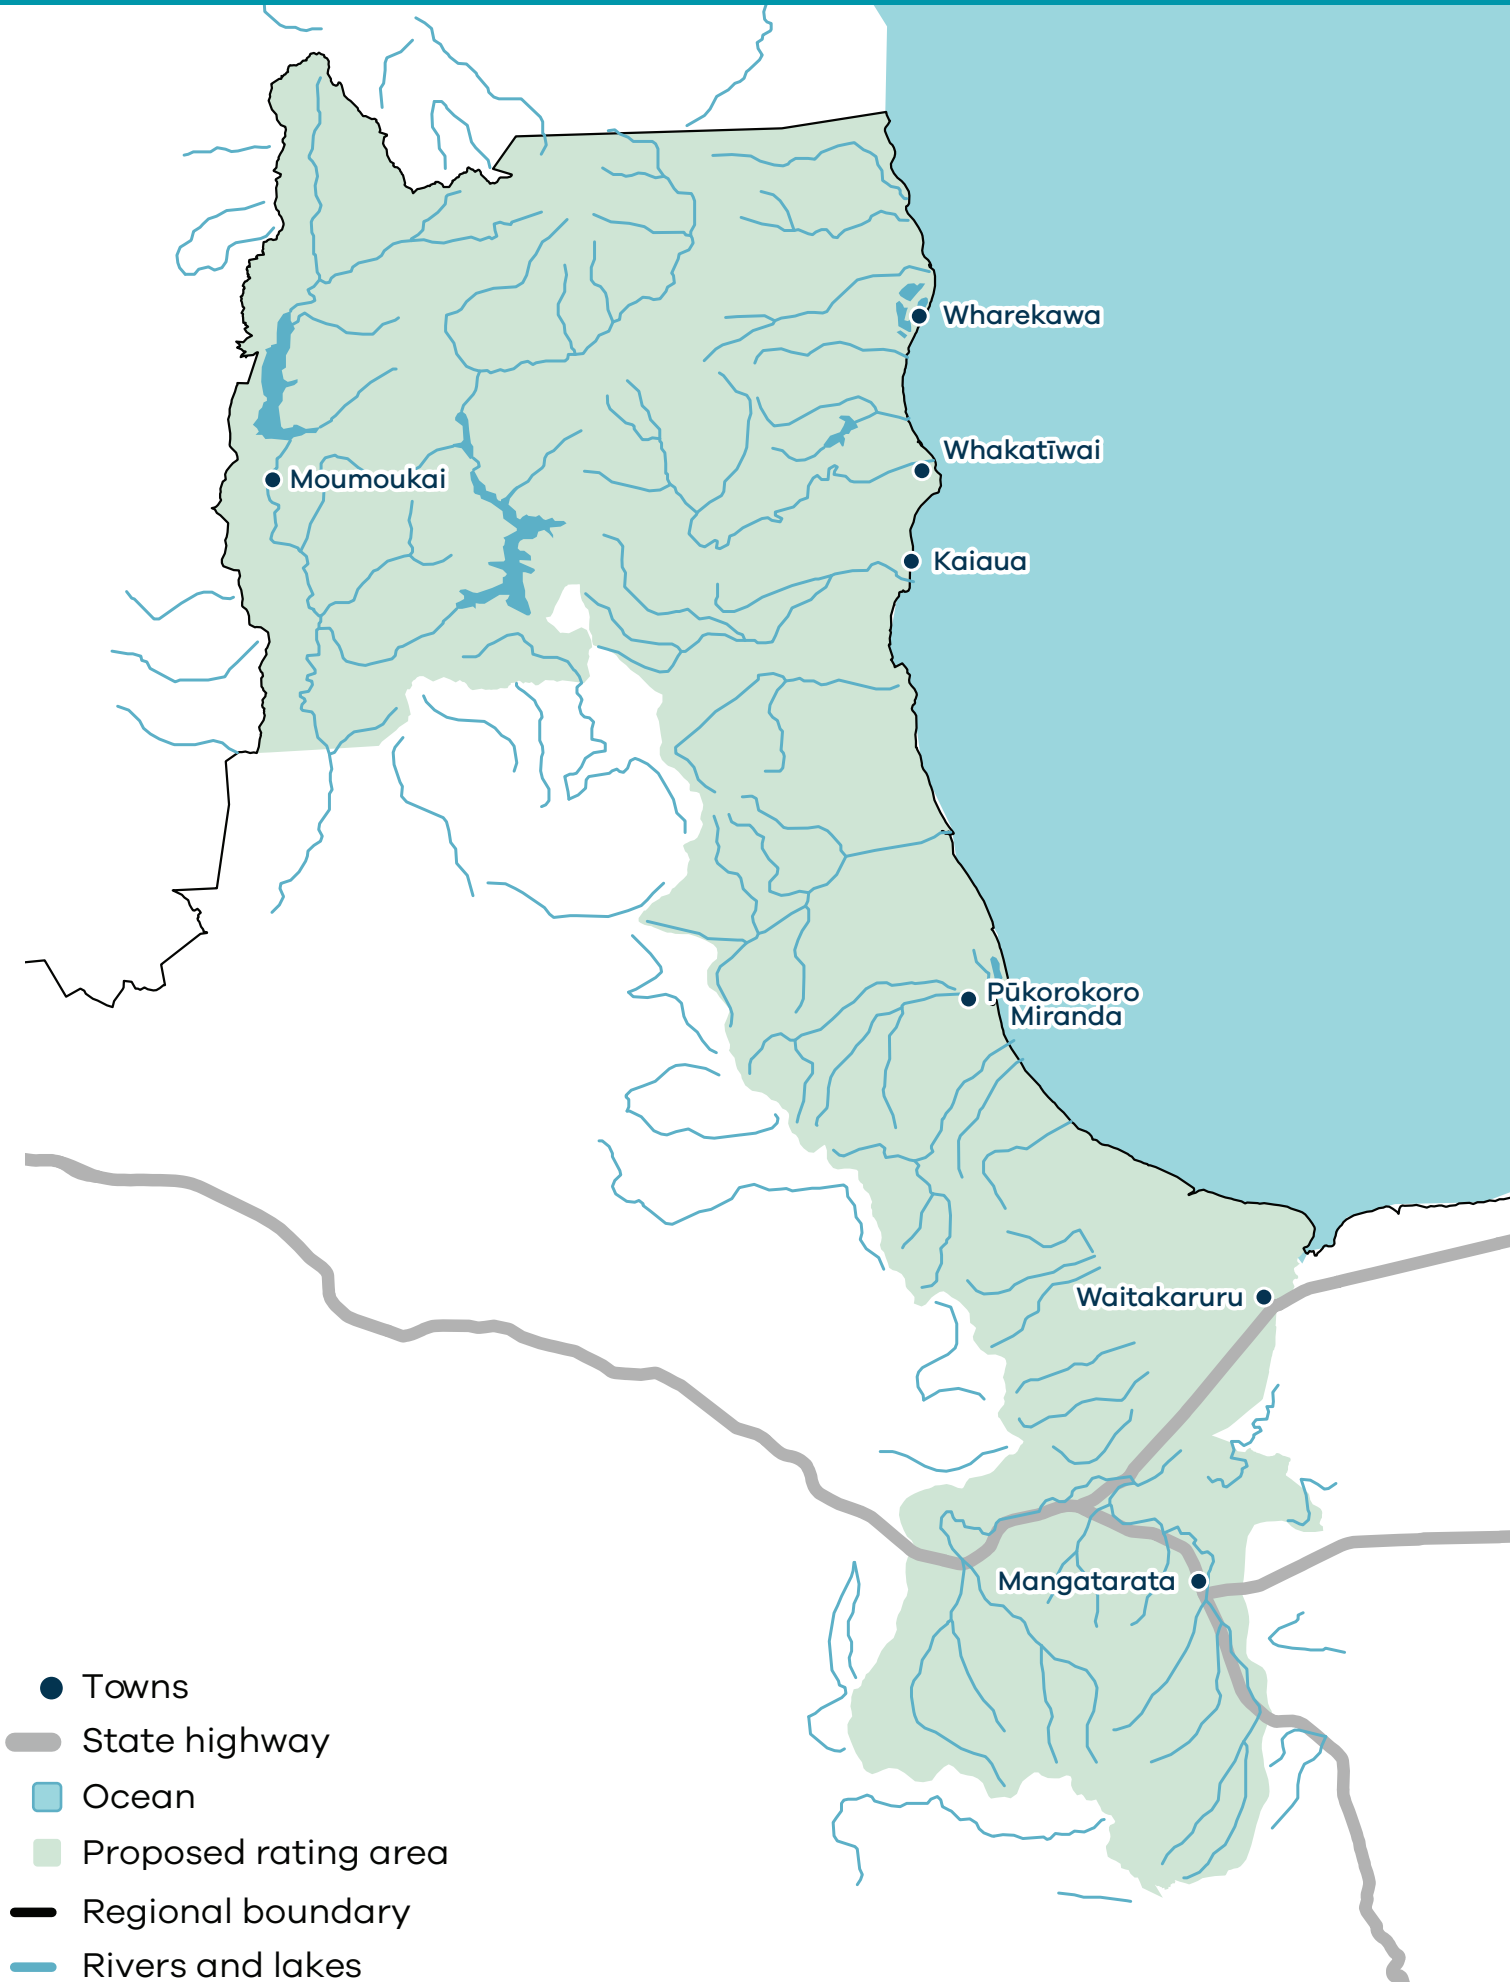 Wharekawa
Whakatīwai
Moumoukai
Kaiaua
Pūkorokoro
Miranda
Waitakaruru
Mangatarata
Towns
State highway
Ocean
Proposed rating area
Regional boundary
Rivers and lakes